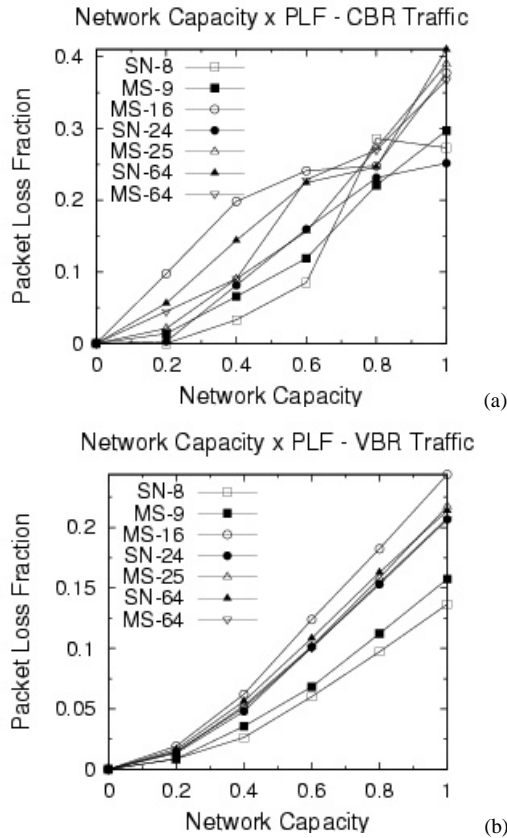 Network Capacity x PLF - CBR Traffic
0.4
0.3
0.2
0.1
0
Packet Loss Fraction
SN-8
MS-9
MS-16
SN-24
MS-25
SN-64
MS-64
0 0.2 0.4 0.6 0.8 1
Network Capacity
(a)
Network Capacity x PLF - VBR Traffic
0.2
0.15
0.1
0.05
0
Packet Loss Fraction
SN-8
MS-9
MS-16
SN-24
MS-25
SN-64
MS-64
0 0.2 0.4 0.6 0.8 1
Network Capacity
(b)